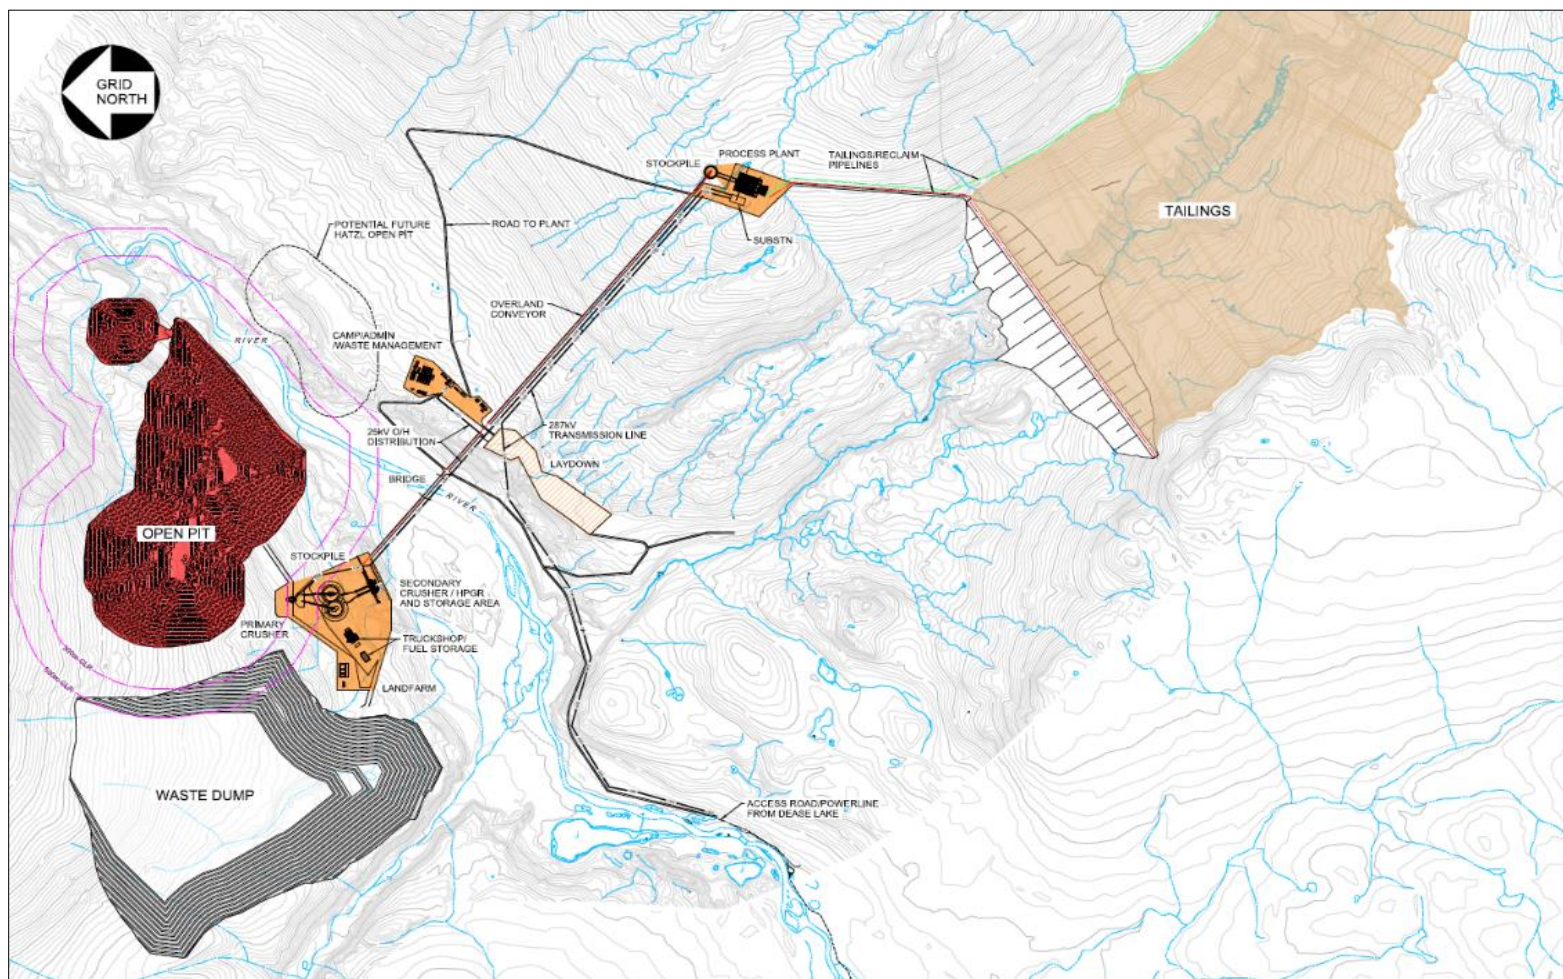 GRID
NORTH
STOCKPILE
PROCESS PLANT
TAILINGS/RECLAIM
PIPELINES
TAILINGS
POTENTIAL FUTURE
HATZL OPEN PIT
ROAD TO PLANT
SUBSTN
OVERLAND
CONVEYOR
RIVER
CAMP/ADMIN
/WASTE MANAGEMENT
25kV O/H
DISTRIBUTION
287kV
TRANSMISSION LINE
LAYDOWN
BRIDGE
RIVER
OPEN PIT
STOCKPILE
SECONDARY
CRUSHER / HPGR
AND STORAGE AREA
PRIMARY
CRUSHER
TRUCKSHOP/
FUEL STORAGE
LANDFARM
WASTE DUMP
ACCESS ROAD/POWERLINE
FROM DEASE LAKE